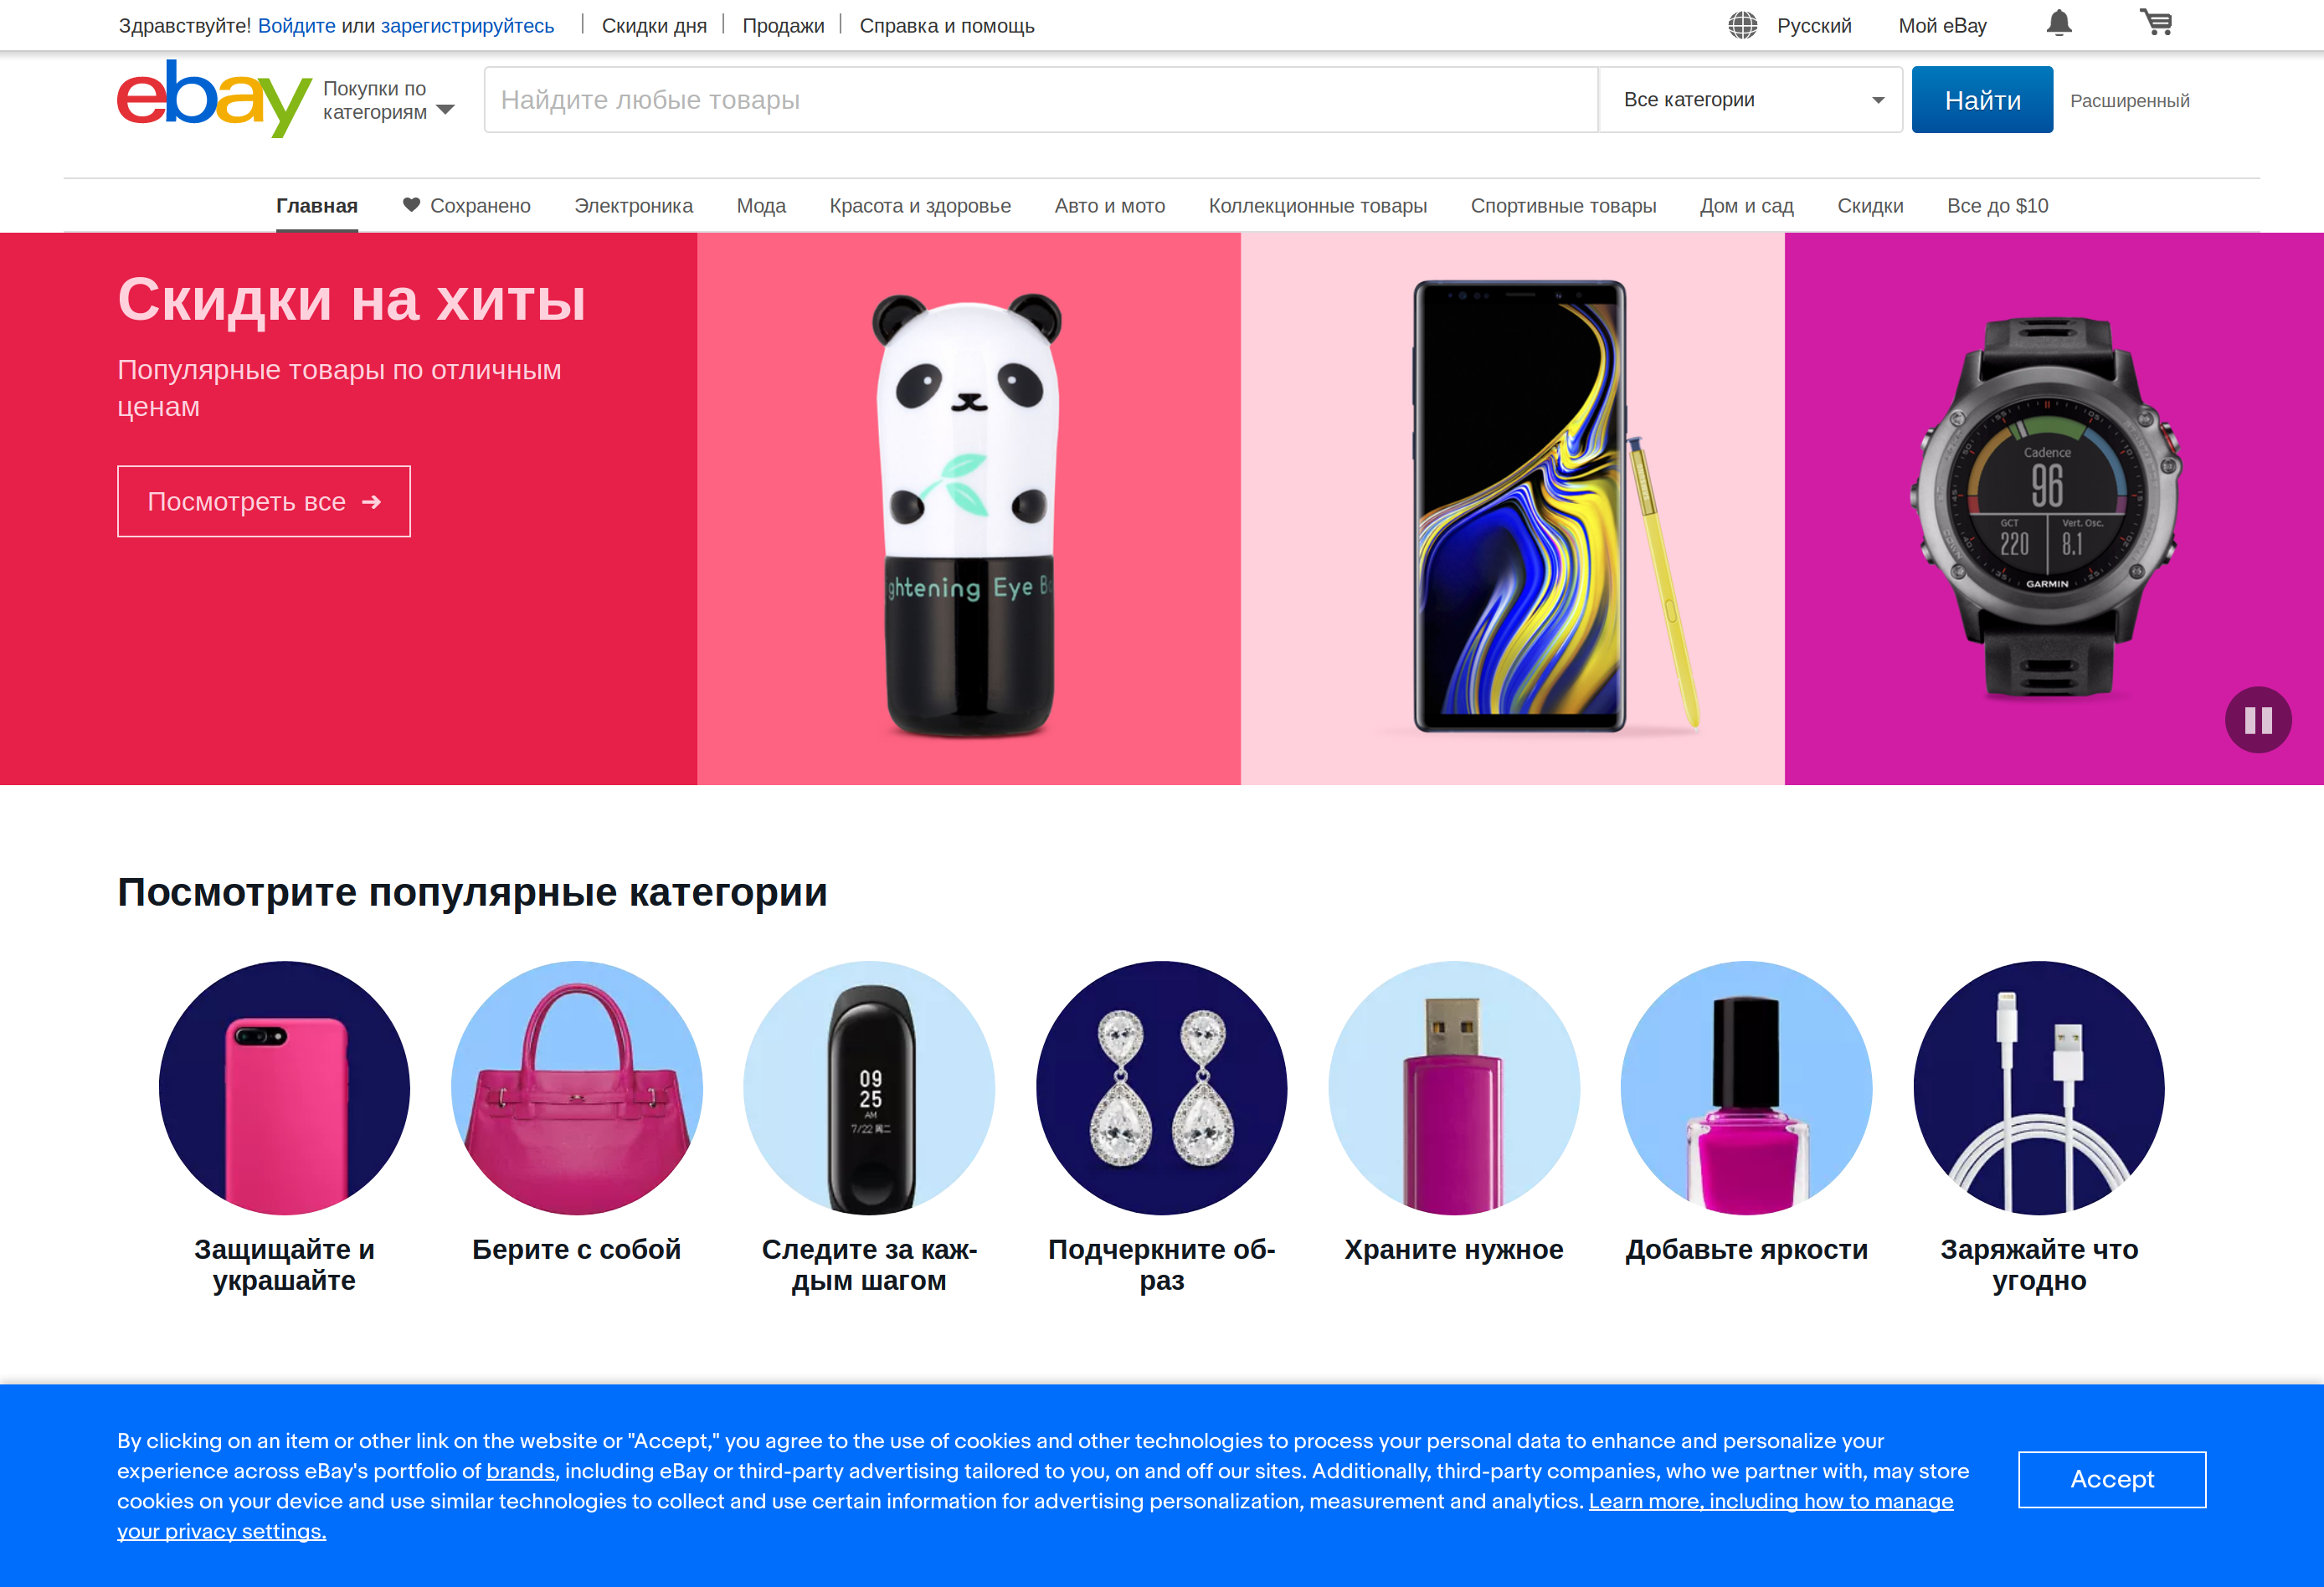 Здравствуйте! Войдите или зарегистрируйтесь
Скидки дня
Продажи
Справка и помощь
Русский
Мой eBay
ebay
Покупки по
категориям
Найдите любые товары
Все категории
Найти
Расширенный
Главная
Сохранено
Электроника
Мода
Красота и здоровье
Авто и мото
Коллекционные товары
Спортивные товары
Дом и сад
Скидки
Все до $10
Скидки на хиты
Популярные товары по отличным
ценам
Посмотреть все
ghtening Eye B
SAMSUNG
Cadence
96
GCT
Vert. Osc.
220
8.1
GARMIN
Посмотрите популярные категории
09
25
AM
7/22 周二
Защищайте и
украшайте
Берите с собой
Следите за каж-
дым шагом
Подчеркните об-
раз
Храните нужное
Добавьте яркости
Заряжайте что
угодно
By clicking on an item or other link on the website or "Accept," you agree to the use of cookies and other technologies to process your personal data to enhance and personalize your
experience across eBay's portfolio of brands, including eBay or third-party advertising tailored to you, on and off our sites. Additionally, third-party companies, who we partner with, may store
cookies on your device and use similar technologies to collect and use certain information for advertising personalization, measurement and analytics. Learn more, including how to manage
your privacy settings.
Accept